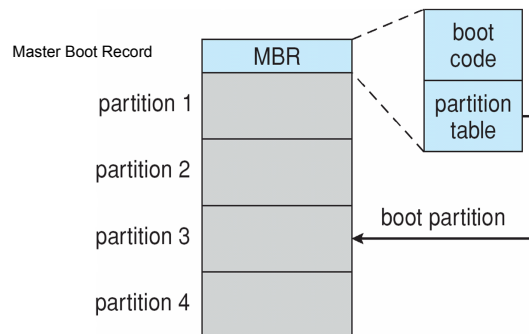 Master Boot Record
MBR
boot
code
partition
table
partition 1
partition 2
boot partition
partition 3
partition 4